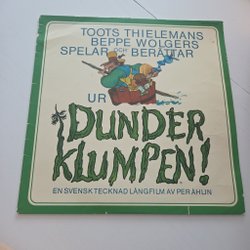 TOOTS THIELEMANS
BEPPE WOLGERS
SPELAR OCH BERÄTTAR
UR
DUNDER
KLUMPEN!
EN SVENSK TECKNAD LÅNGFILM AV PER ÅHLIN